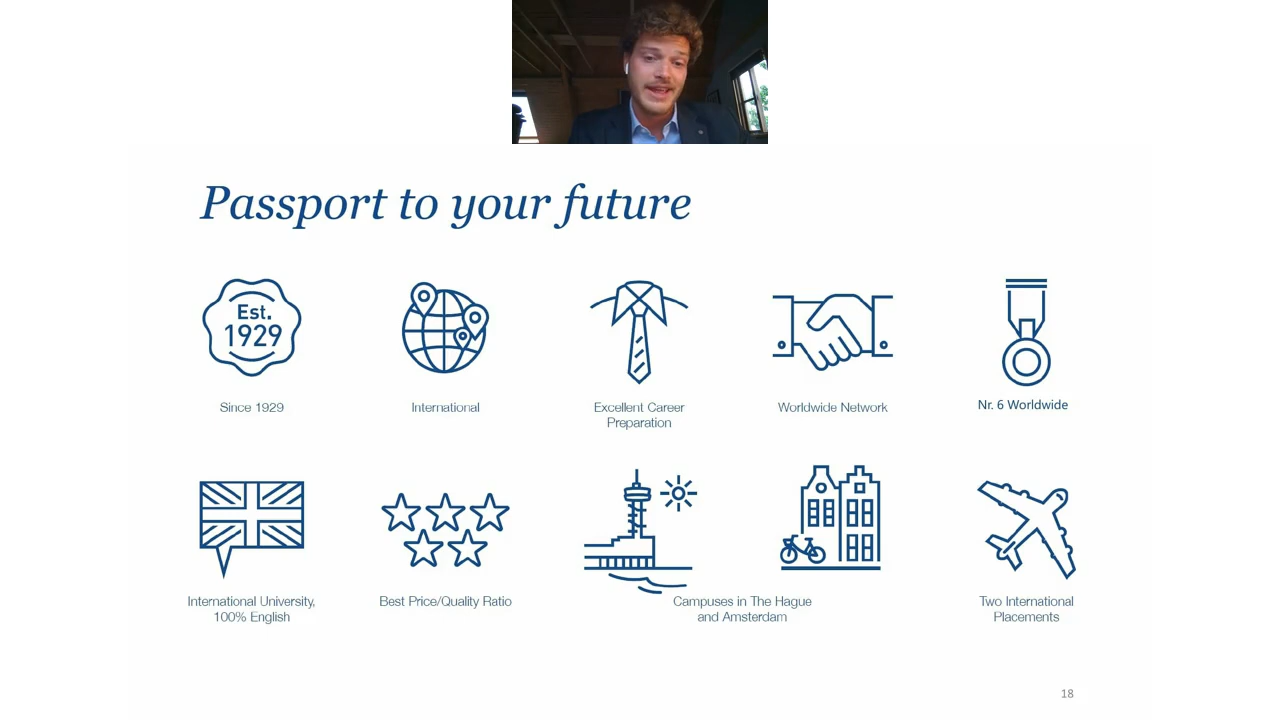 Passport to your future
Est.
1929
Since 1929
International
Excellent Career
Preparation
Worldwide Network
Nr. 6 Worldwide
International University,
100% English
Best Price/Quality Ratio
Campuses in The Hague
and Amsterdam
Two International
Placements
18